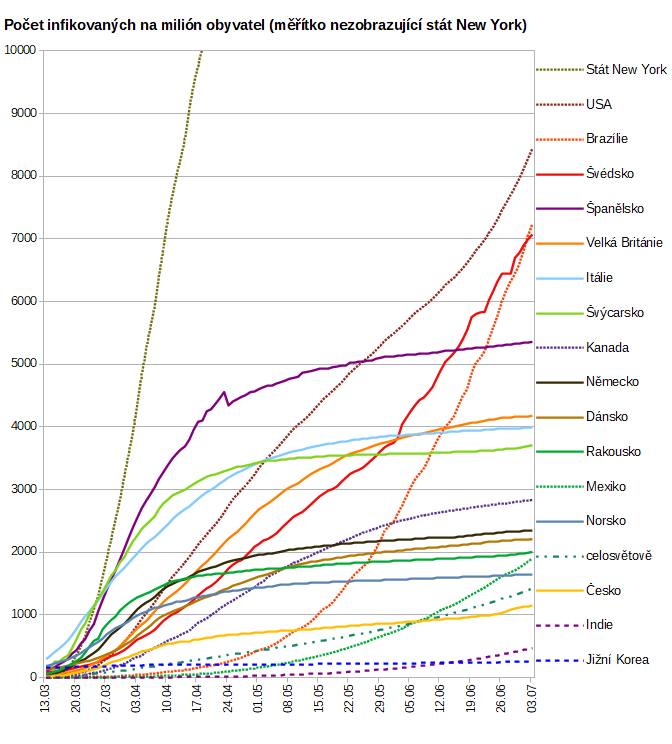 Počet infikovaných na milión obyvatel (měřítko nezobrazující stát New York)
10000
9000
8000
7000
6000
5000
4000
3000
2000
1000
0
13.03
20.03
27.03
03.04
10.04
17.04
24.04
01.05
08.05
15.05
22.05
29.05
05.06
12.06
19.06
26.06
03.07
Stát New York
USA
Brazílie
Švédsko
Španělsko
Velká Británie
Itálie
Švýcarsko
Kanada
Německo
Dánsko
Rakousko
Mexiko
Norsko
celosvětově
Česko
Indie
Jižní Korea